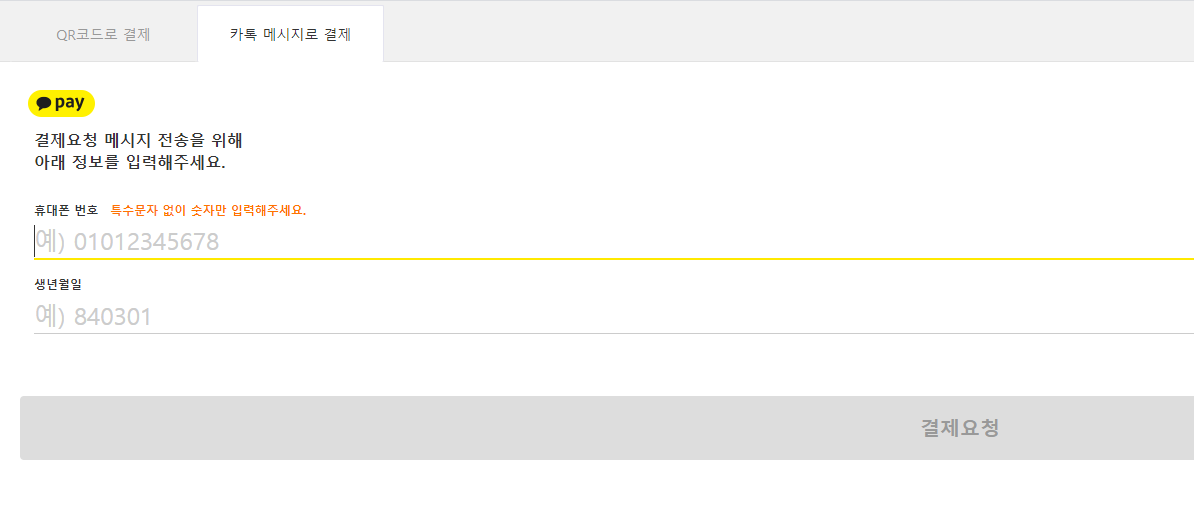 QR코드로 결제
카톡 메시지로 결제
pay
결제요청 메시지 전송을 위해
아래 정보를 입력해주세요.
휴대폰 번호 특수문자 없이 숫자만 입력해주세요.
예) 01012345678
생년월일
예) 840301
결제요청